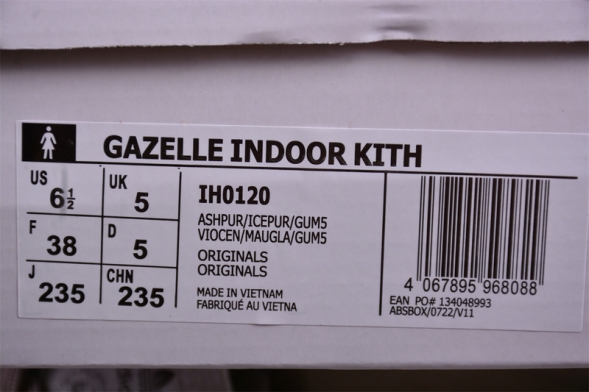 GAZELLE INDOOR KITH
US 6½ UK 5
F 38 D 5
J 235 CHN 235
IH0120
ASHPUR/ICEPUR/GUM5
VIOCEN/MAUGLA/GUM5
ORIGINALS
ORIGINALS
MADE IN VIETNAM
FABRIQUÉ AU VIETNA
4 067895 968088
EAN PO# 134048993
ABSBOX/0722/V11